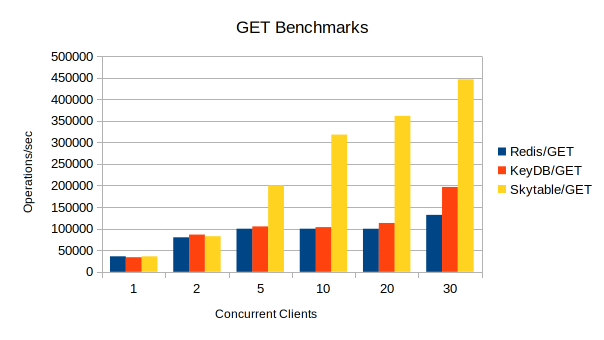 GET Benchmarks
500000
450000
400000
350000
300000
250000
200000
150000
100000
50000
0
Operations/sec
1 2 5 10 20 30
Concurrent Clients
Redis/GET
KeyDB/GET
Skytable/GET